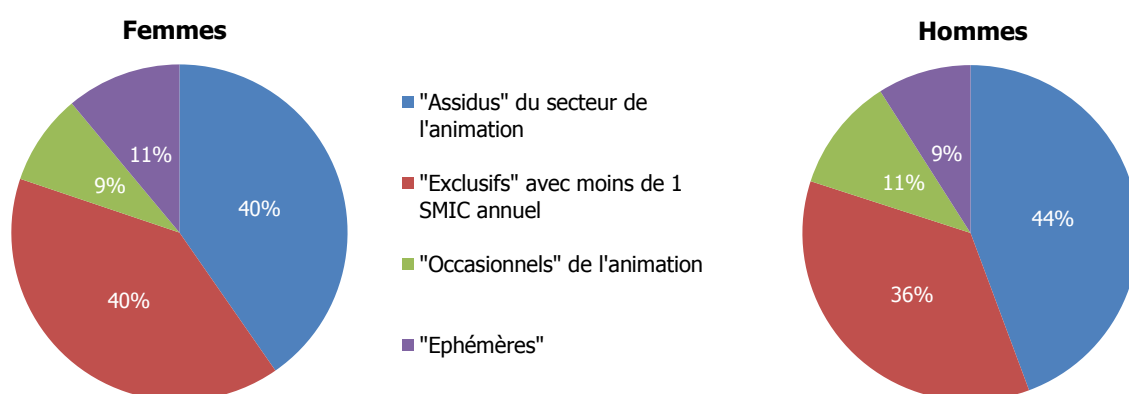 Femmes
11%
9%
40%
40%
"Assidus" du secteur de
l'animation
"Exclusifs" avec moins de 1
SMIC annuel
"Occasionnels" de l'animation
"Ephémères"
Hommes
9%
11%
44%
36%